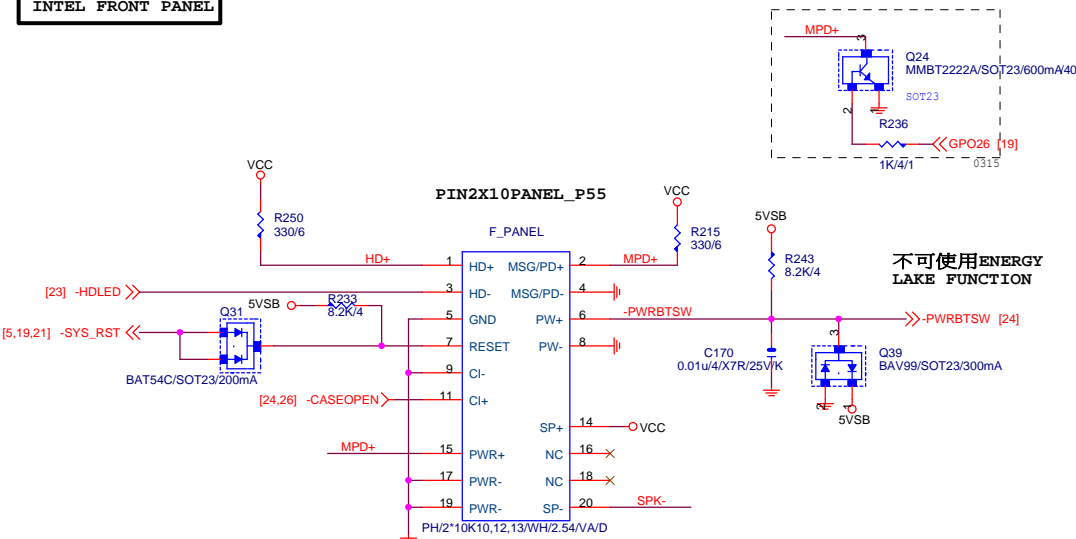 INTEL FRONT PANEL
MPD+
3
Q24
MMBT2222A/SOT23/600mA/40
SOT23
2
1
R236
GPO26 [19]
1K/4/1
0315
VCC
R250
330/6
PIN2X10PANEL_P55
F_PANEL
VCC
R215
330/6
5VSB
R243
8.2K/4
不可使用ENERGY
LAKE FUNCTION
HD+
1
HD+
MSG/PD+
2
MPD+
[23] -HDLED
3
HD-
MSG/PD-
4
Q31
5VSB
R233
8.2K/4
5
GND
PW+
6
-PWRBTSW
-PWRBTSW [24]
[5,19,21] -SYS_RST
7
RESET
PW-
8
BAT54C/SOT23/200mA
C170
0.01u/4/X7R/25V/K
3
Q39
BAV99/SOT23/300mA
2
1
5VSB
9
CI-
[24,26] -CASEOPEN
11
CI+
SP+
14
VCC
MPD+
15
PWR+
NC
16
17
PWR-
NC
18
19
PWR-
SP-
20
SPK-
PH/2*10K10,12,13/WH/2.54/VA/D